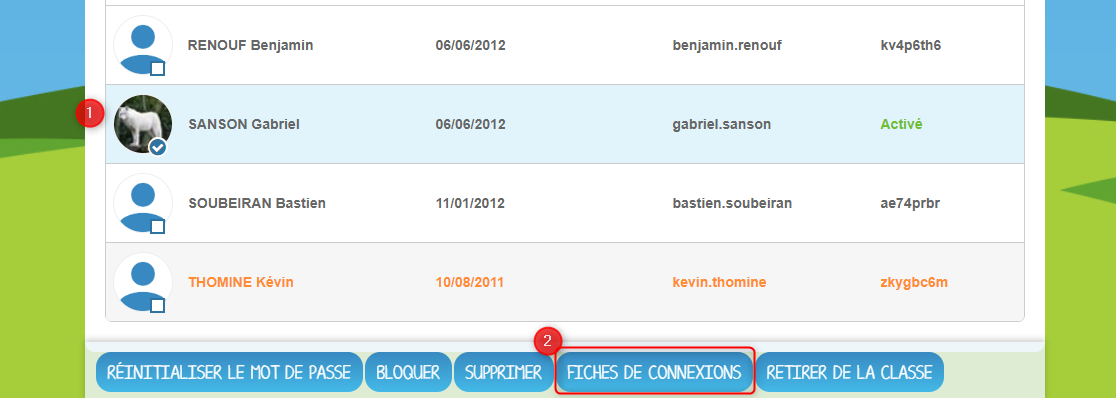 RENOUF Benjamin 06/06/2012 benjamin.renouf kv4p6th6
1
SANSON Gabriel 06/06/2012 gabriel.sanson Activé
SOUBEIRAN Bastien 11/01/2012 bastien.soubeiran ae74prbr
THOMINE Kévin 10/08/2011 kevin.thomine zkygbc6m
2
RÉINITIALISER LE MOT DE PASSE BLOQUER SUPPRIMER FICHES DE CONNEXIONS RETIRER DE LA CLASSE